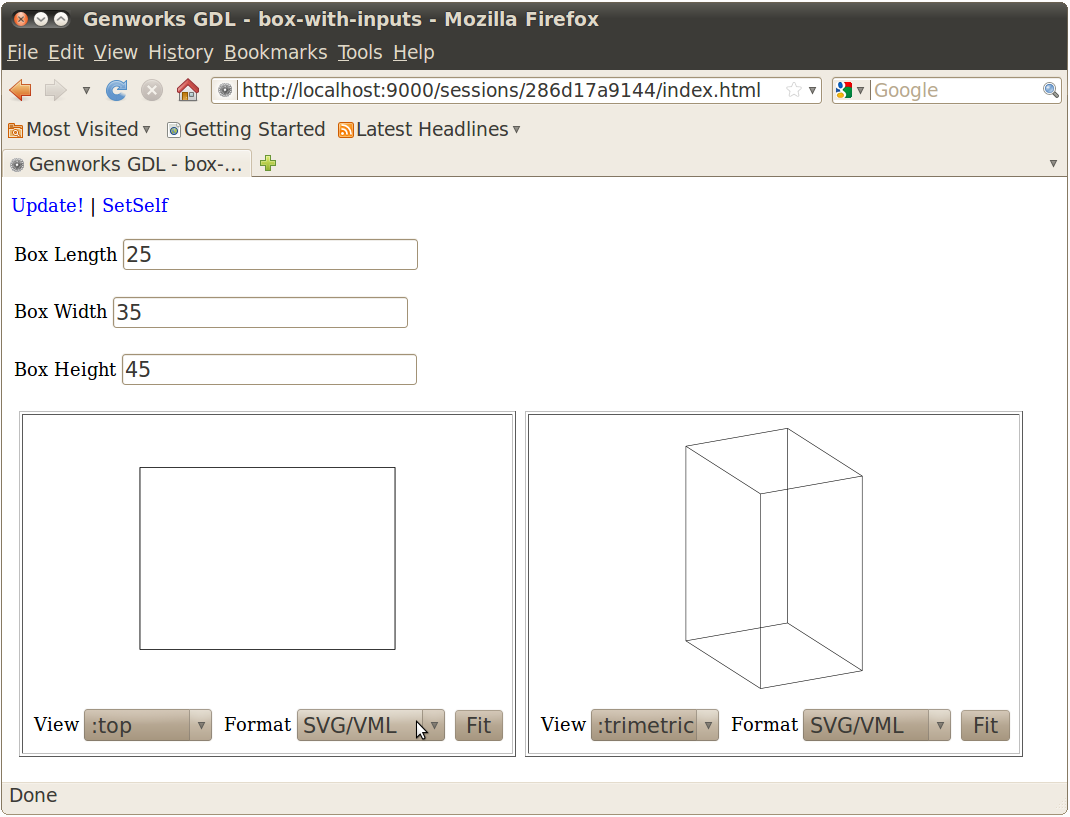 Genworks GDL - box-with-inputs - Mozilla Firefox
File Edit View History Bookmarks Tools Help
http://localhost:9000/sessions/286d17a9144/index.html Google
Most Visited Getting Started Latest Headlines
Genworks GDL - box-...
Update! | SetSelf
Box Length 25
Box Width 35
Box Height 45
View :top Format SVG/VML Fit View :trimetric Format SVG/VML Fit
Done